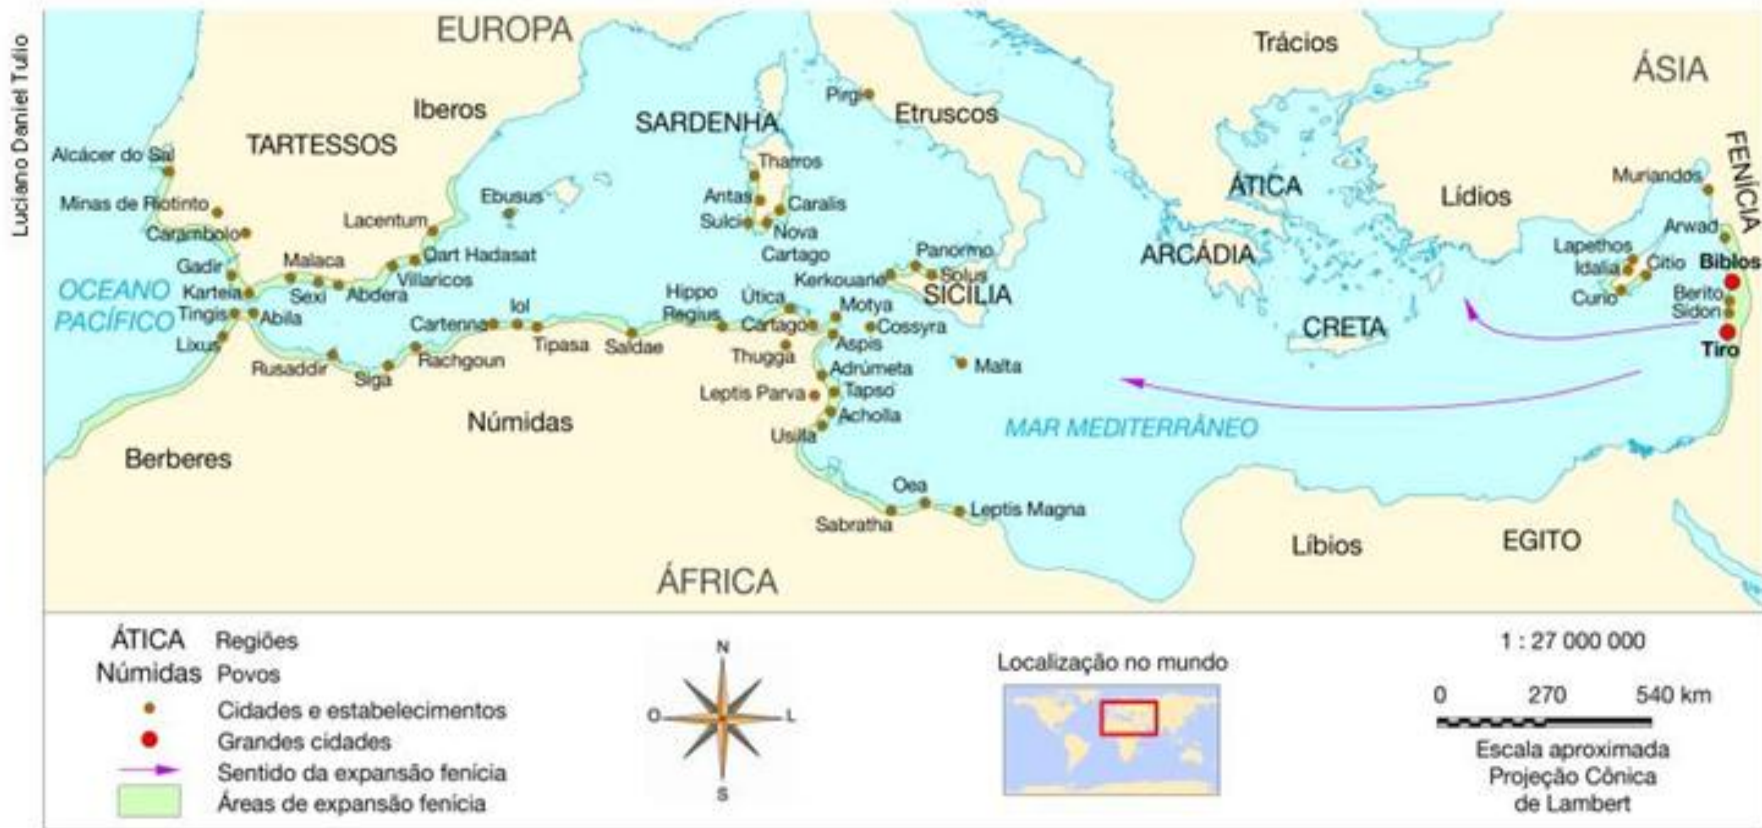 Luciano Daniel Tulio
EUROPA
Trácios
ÁSIA
Iberos
Pirgi
Etruscos
SARDENHA
TARTESSOS
FENÍCIA
Alcácer do Sal
Tharros
Muriandos
Minas de Riotinto
Ebusus
Antas
Caralis
ÁTICA
Lídios
Lacentum
Sulci
Nova
Cartago
Carambolo
Arwad
Qart Hadasat
Panormo
ARCÁDIA
Lapethos
Gadir
Malaca
Villaricos
Kerkouane
Solus
Idalia
Citio
Biblos
OCEANO
PACÍFICO
Karteia
Sexi
Abdera
Hippo
Regius
Útica
SICÍLIA
Curio
Berito
Tingis
Abila
Cartenna
Iol
Motya
Sidon
Cartago
Cossyra
CRETA
Lixus
Tipasa
Saldae
Thugga
Aspis
Tiro
Rusaddir
Siga
Rachgoun
Adrúmeta
Malta
Leptis Parva
Tapso
Acholla
Númidas
Usilla
MAR MEDITERRÂNEO
Berberes
Oea
Sabratha
Leptis Magna
Líbios
EGITO
ÁFRICA
ÁTICA Regiões
Númidas Povos
Cidades e estabelecimentos
Grandes cidades
Sentido da expansão fenícia
Áreas de expansão fenícia
N
O
L
S
Localização no mundo
1 : 27 000 000
0 270 540 km
Escala aproximada
Projeção Cônica
de Lambert